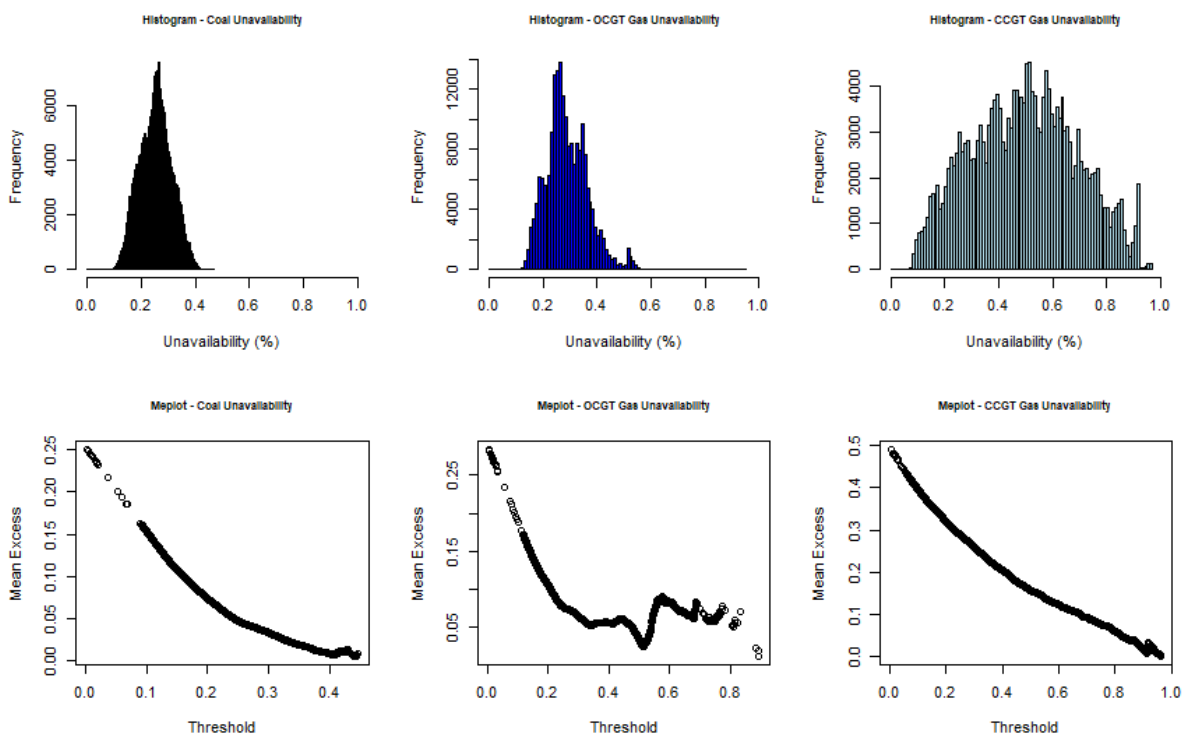 Histogram - Coal Unavailability
Frequency
0 2000 4000 6000
0.0 0.2 0.4 0.6 0.8 1.0
Unavailability (%)
Histogram - OCGT Gas Unavailability
Frequency
0 4000 8000 12000
0.0 0.2 0.4 0.6 0.8 1.0
Unavailability (%)
Histogram - CCGT Gas Unavailability
Frequency
0 1000 2000 3000 4000
0.0 0.2 0.4 0.6 0.8 1.0
Unavailability (%)
Meplot - Coal Unavailability
Mean Excess
0.00 0.05 0.10 0.15 0.20 0.25
0.0 0.1 0.2 0.3 0.4
Threshold
Meplot - OCGT Gas Unavailability
Mean Excess
0.05 0.15 0.25
0.0 0.2 0.4 0.6 0.8
Threshold
Meplot - CCGT Gas Unavailability
Mean Excess
0.0 0.1 0.2 0.3 0.4 0.5
0.0 0.2 0.4 0.6 0.8 1.0
Threshold